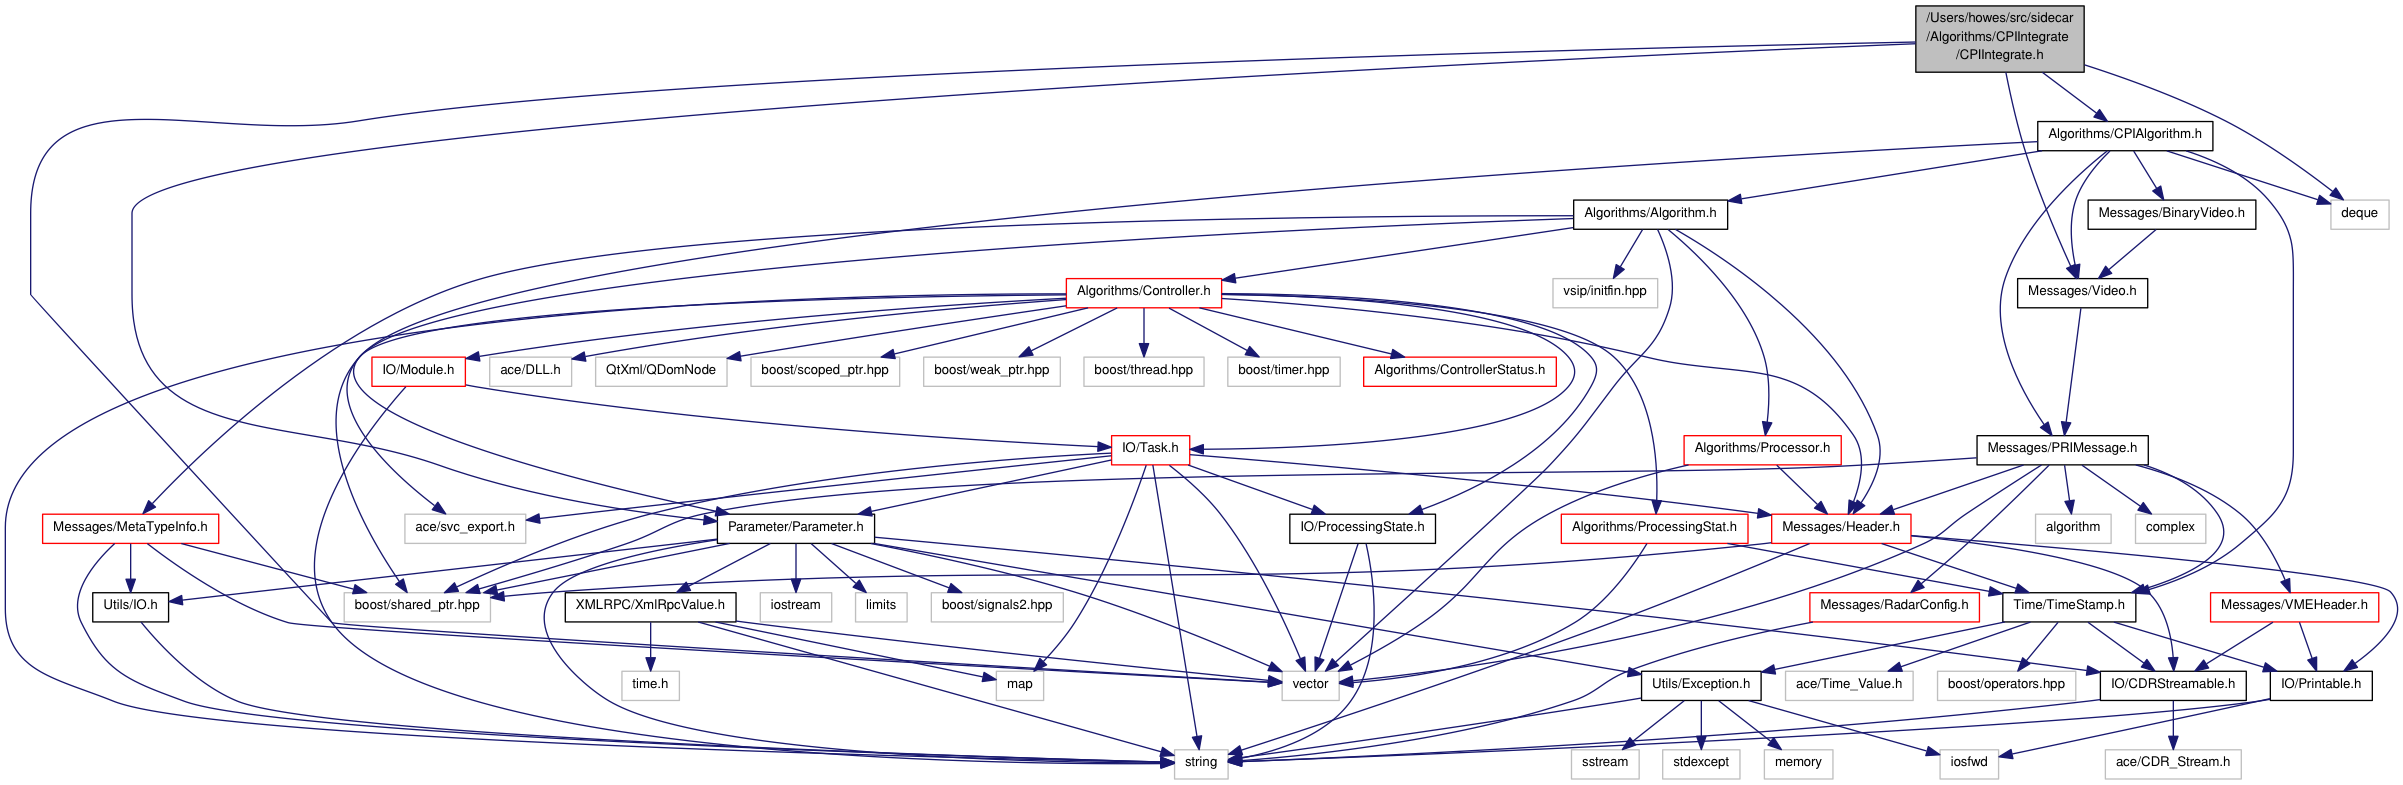 /Users/howes/src/sidecar
/Algorithms/CPIIntegrate
/CPIIntegrate.h
Algorithms/CPIAlgorithm.h
Algorithms/Algorithm.h
Messages/BinaryVideo.h
deque
Algorithms/Controller.h
vsip/initfin.hpp
Messages/Video.h
IO/Module.h
ace/DLL.h
QtXml/QDomNode
boost/scoped_ptr.hpp
boost/weak_ptr.hpp
boost/thread.hpp
boost/timer.hpp
Algorithms/ControllerStatus.h
IO/Task.h
Algorithms/Processor.h
Messages/PRIMessage.h
Messages/MetaTypeInfo.h
ace/svc_export.h
Parameter/Parameter.h
IO/ProcessingState.h
Algorithms/ProcessingStat.h
Messages/Header.h
algorithm
complex
Utils/IO.h
boost/shared_ptr.hpp
XMLRPC/XmlRpcValue.h
iostream
limits
boost/signals2.hpp
Messages/RadarConfig.h
Time/TimeStamp.h
Messages/VMEHeader.h
time.h
map
vector
Utils/Exception.h
ace/Time_Value.h
boost/operators.hpp
IO/CDRStreamable.h
IO/Printable.h
string
sstream
stdexcept
memory
iosfwd
ace/CDR_Stream.h